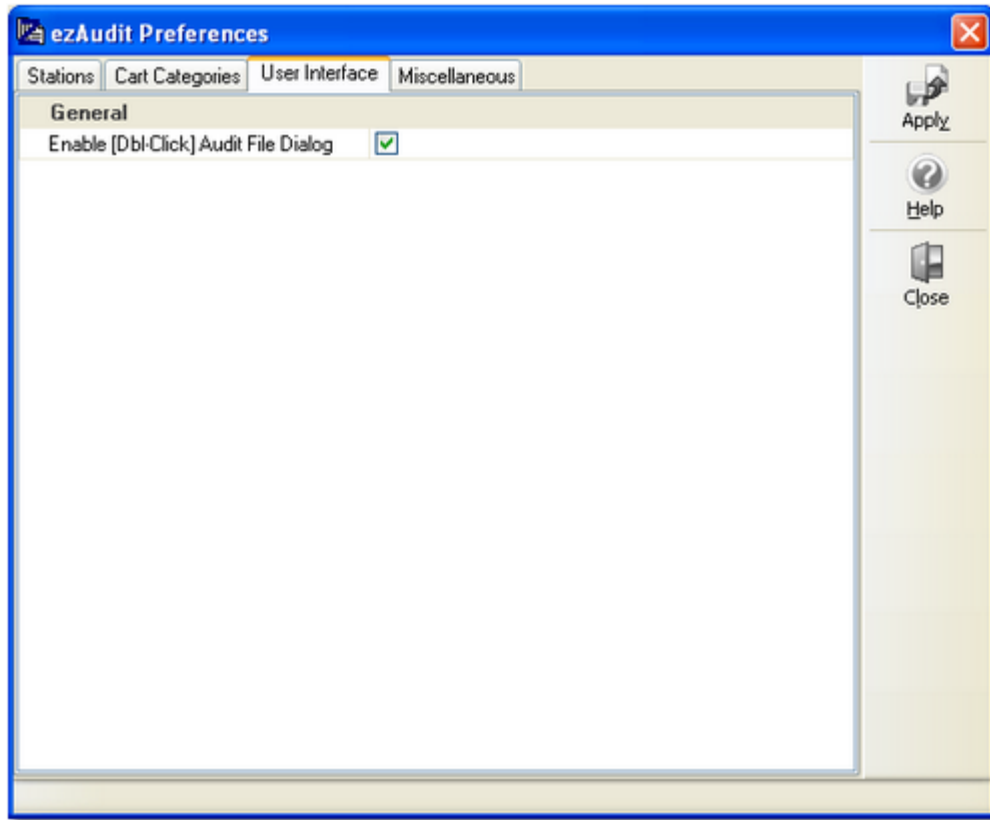 ezAudit Preferences
Stations Cart Categories User Interface Miscellaneous
General
Enable [Dbl-Click] Audit File Dialog
Apply
Help
Close